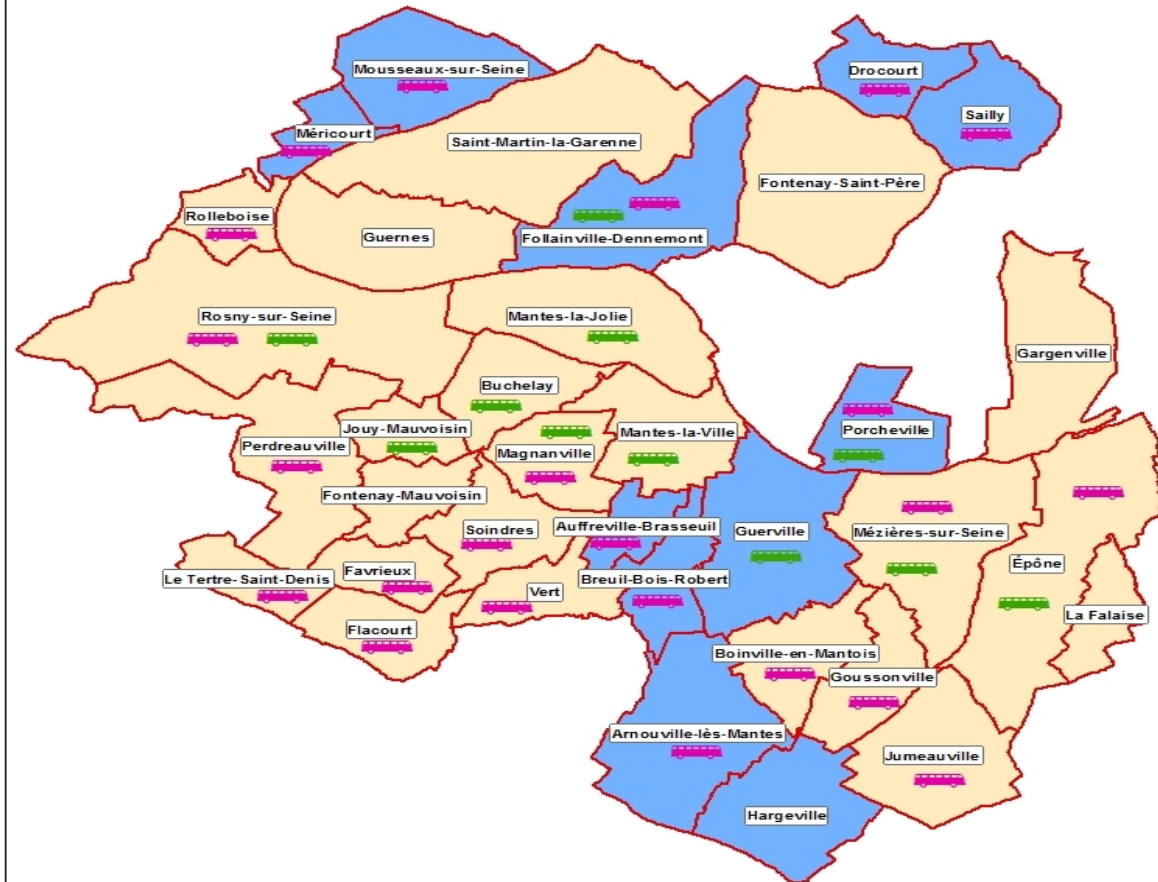 Mousseaux-sur-Seine
Drocourt
Sailly
Méricourt
Saint-Martin-la-Garenne
Fontenay-Saint-Père
Rolleboise
Guernes
Follainville-Dennemont
Rosny-sur-Seine
Mantes-la-Jolie
Gargenville
Buchelay
Jouy-Mauvoisin
Mantes-la-Ville
Porcheville
Perdreauville
Magnanville
Fontenay-Mauvoisin
Soindres
Auffreville-Brasseuil
Guerville
Mézières-sur-Seine
Épône
Le Tertre-Saint-Denis
Favrieux
Breuil-Bois-Robert
Vert
La Falaise
Flacourt
Boinville-en-Mantois
Goussonville
Arnouville-lès-Mantes
Jumeauville
Hargeville